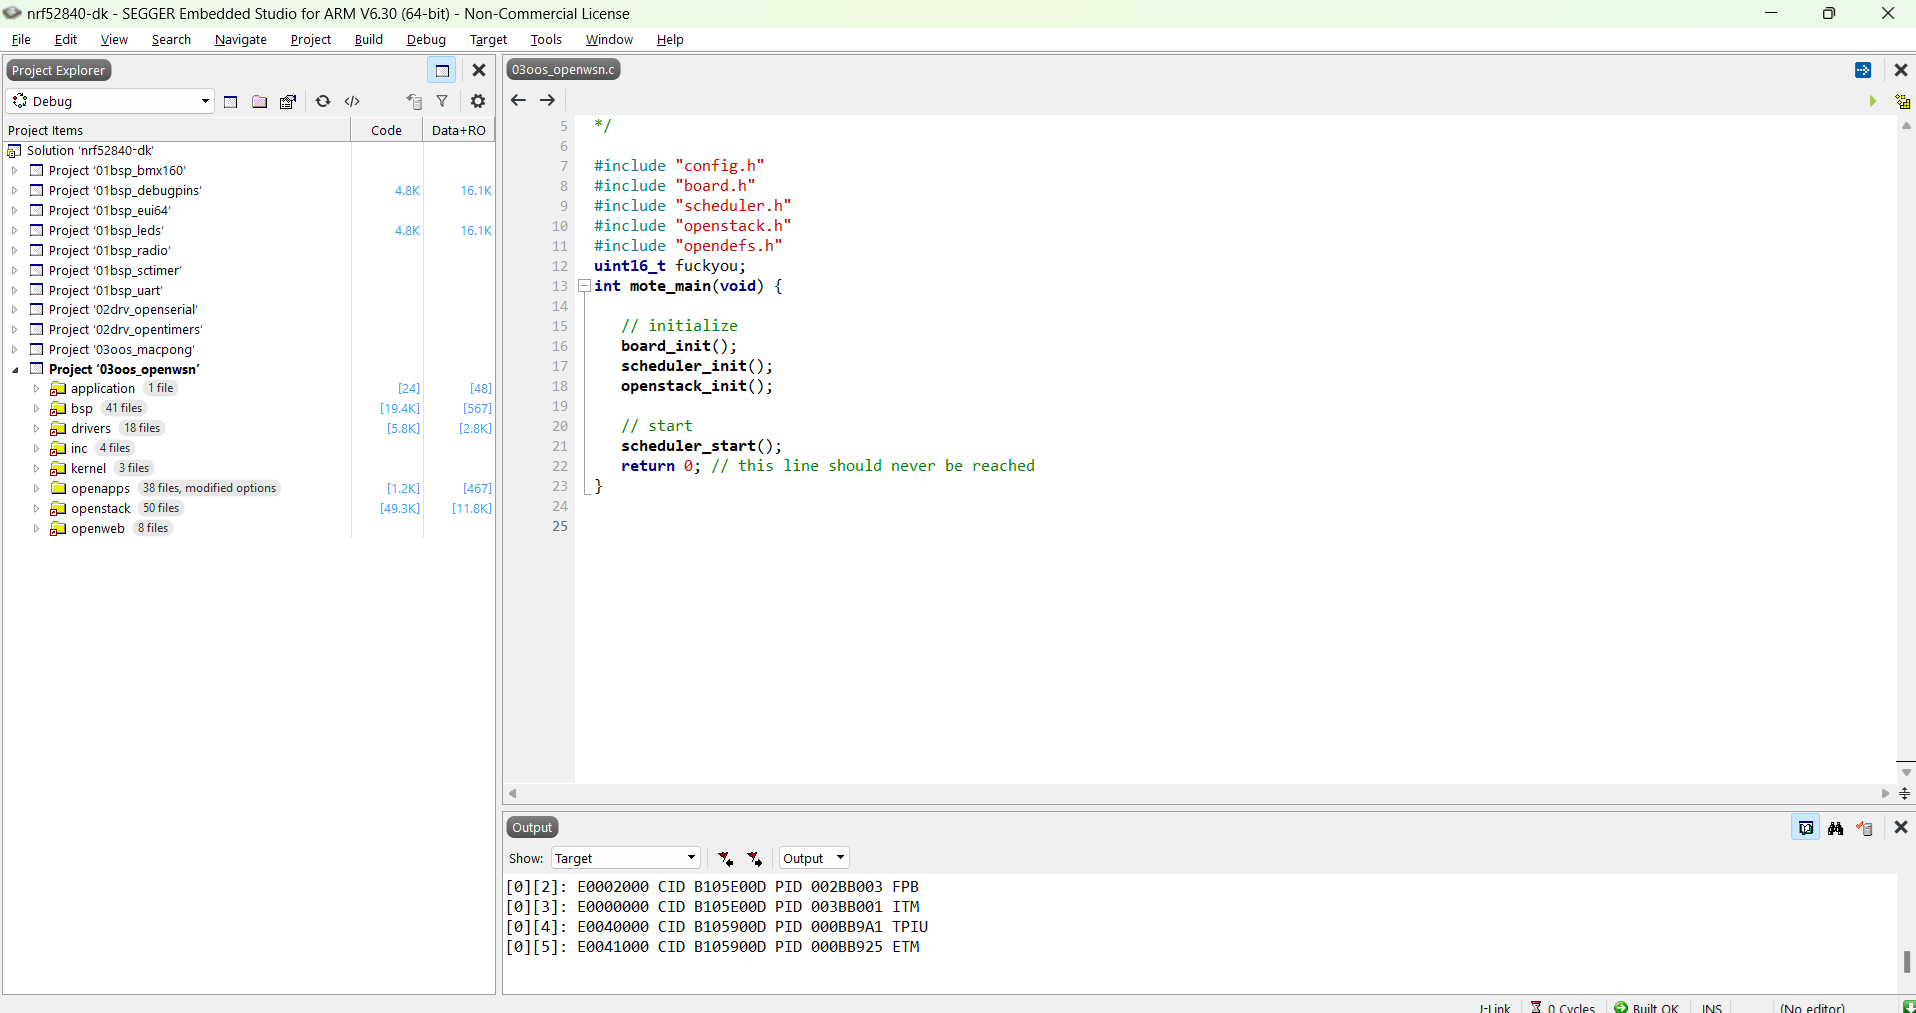 nrf52840-dk - SEGGER Embedded Studio for ARM V6.30 (64-bit) - Non-Commercial License
File Edit View Search Navigate Project Build Debug Target Tools Window Help
Project Explorer
Debug
Project Items Code Data+RO
Solution 'nrf52840-dk'
Project '01bsp_bmx160'
Project '01bsp_debugpins' 4.8K 16.1K
Project '01bsp_eui64'
Project '01bsp_leds' 4.8K 16.1K
Project '01bsp_radio'
Project '01bsp_sctimer'
Project '01bsp_uart'
Project '02drv_openserial'
Project '02drv_opentimers'
Project '03oos_macpong'
Project '03oos_openwsn'
application 1 file [24] [48]
bsp 41 files [19.4K] [567]
drivers 18 files [5.8K] [2.8K]
inc 4 files
kernel 3 files
openapps 38 files, modified options [1.2K] [467]
openstack 50 files [49.3K] [11.8K]
openweb 8 files
03oos_openwsn.c
5 */
6
7 #include "config.h"
8 #include "board.h"
9 #include "scheduler.h"
10 #include "openstack.h"
11 #include "opendefs.h"
12 uint16_t fuckyou;
13 int mote_main(void) {
14
15 // initialize
16 board_init();
17 scheduler_init();
18 openstack_init();
19
20 // start
21 scheduler_start();
22 return 0; // this line should never be reached
23 }
24
25
Output
Show: Target Output
[0][2]: E0002000 CID B105E00D PID 002BB003 FPB
[0][3]: E0000000 CID B105E00D PID 003BB001 ITM
[0][4]: E0040000 CID B105900D PID 000BB9A1 TPIU
[0][5]: E0041000 CID B105900D PID 000BB925 ETM
J-Link 0 Cycles Built OK INS (No editor)